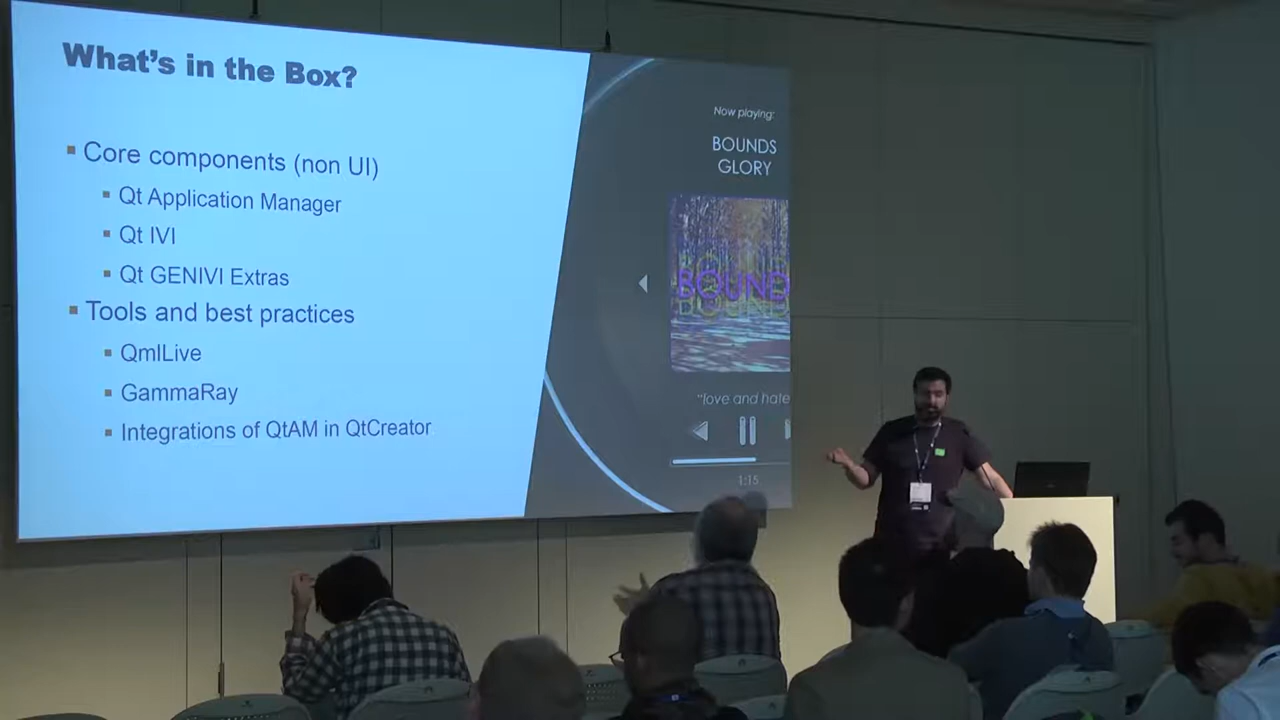 What's in the Box?
Core components (non UI)
Qt Application Manager
Qt IVI
Qt GENIVI Extras
Tools and best practices
QmlLive
GammaRay
Integrations of QtAM in QtCreator
Now playing:
BOUNDS
GLORY
BOUND
"love and hate
1:15